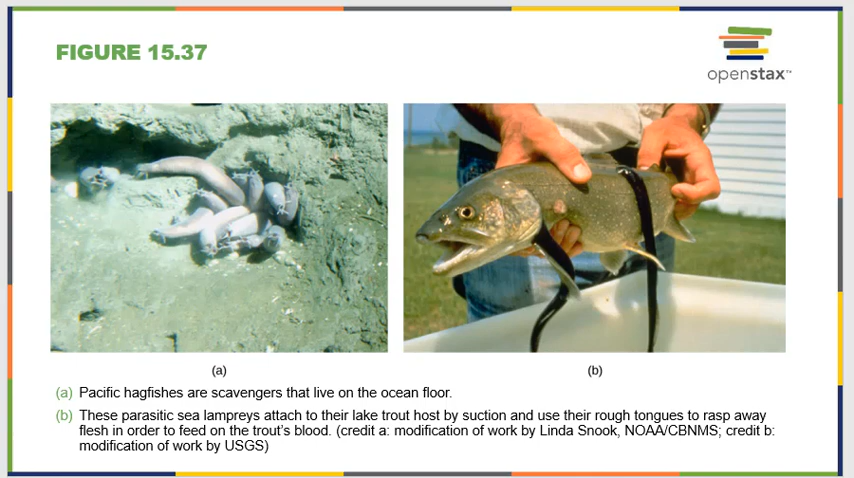 FIGURE 15.37
openstax™
(a)
(b)
(a) Pacific hagfishes are scavengers that live on the ocean floor.
(b) These parasitic sea lampreys attach to their lake trout host by suction and use their rough tongues to rasp away
flesh in order to feed on the trout's blood. (credit a: modification of work by Linda Snook, NOAA/CBNMS; credit b:
modification of work by USGS)